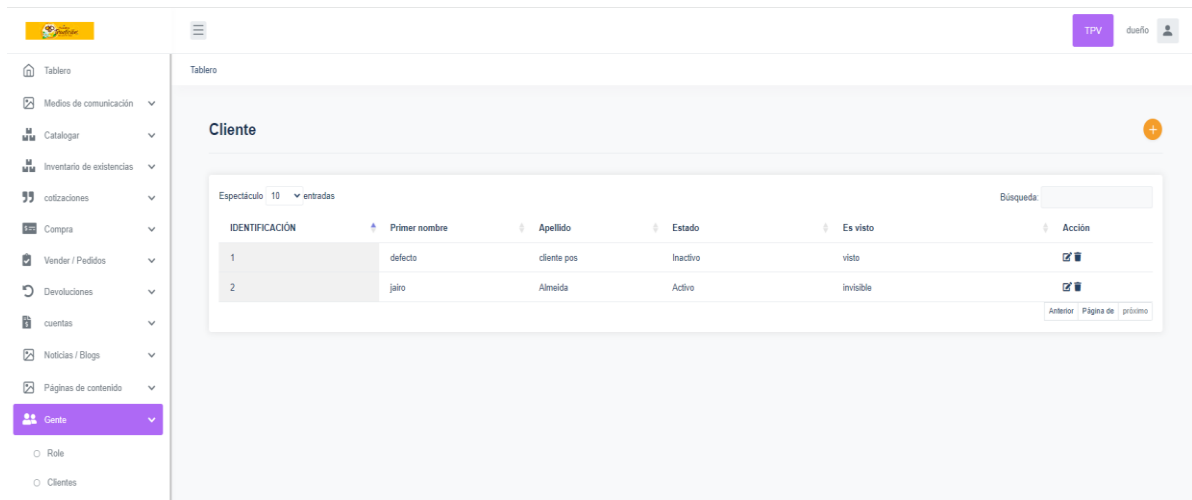 TPV dueño
Tablero
Tablero
Medios de comunicación
Catalogar
Inventario de existencias
cotizaciones
Compra
Vender / Pedidos
Devoluciones
cuentas
Noticias / Blogs
Páginas de contenido
Gente
Role
Clientes
Cliente
Espectáculo 10 entradas Búsqueda:
IDENTIFICACIÓN Primer nombre Apellido Estado Es visto Acción
1 defecto cliente pos Inactivo visto
2 jairo Almeida Activo invisible
Anterior Página de próximo